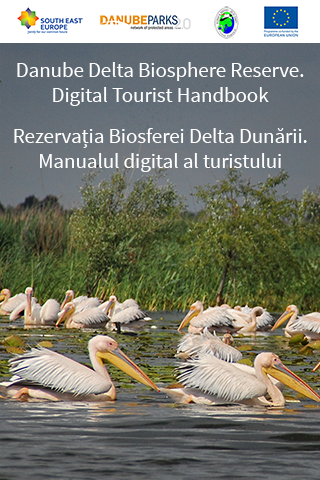 SOUTH EAST
EUROPE
DANUBEPARKS
network of protected areas
EUROPEAN UNION
Danube Delta Biosphere Reserve.
Digital Tourist Handbook
Rezervația Biosferei Delta Dunării.
Manualul digital al turistului